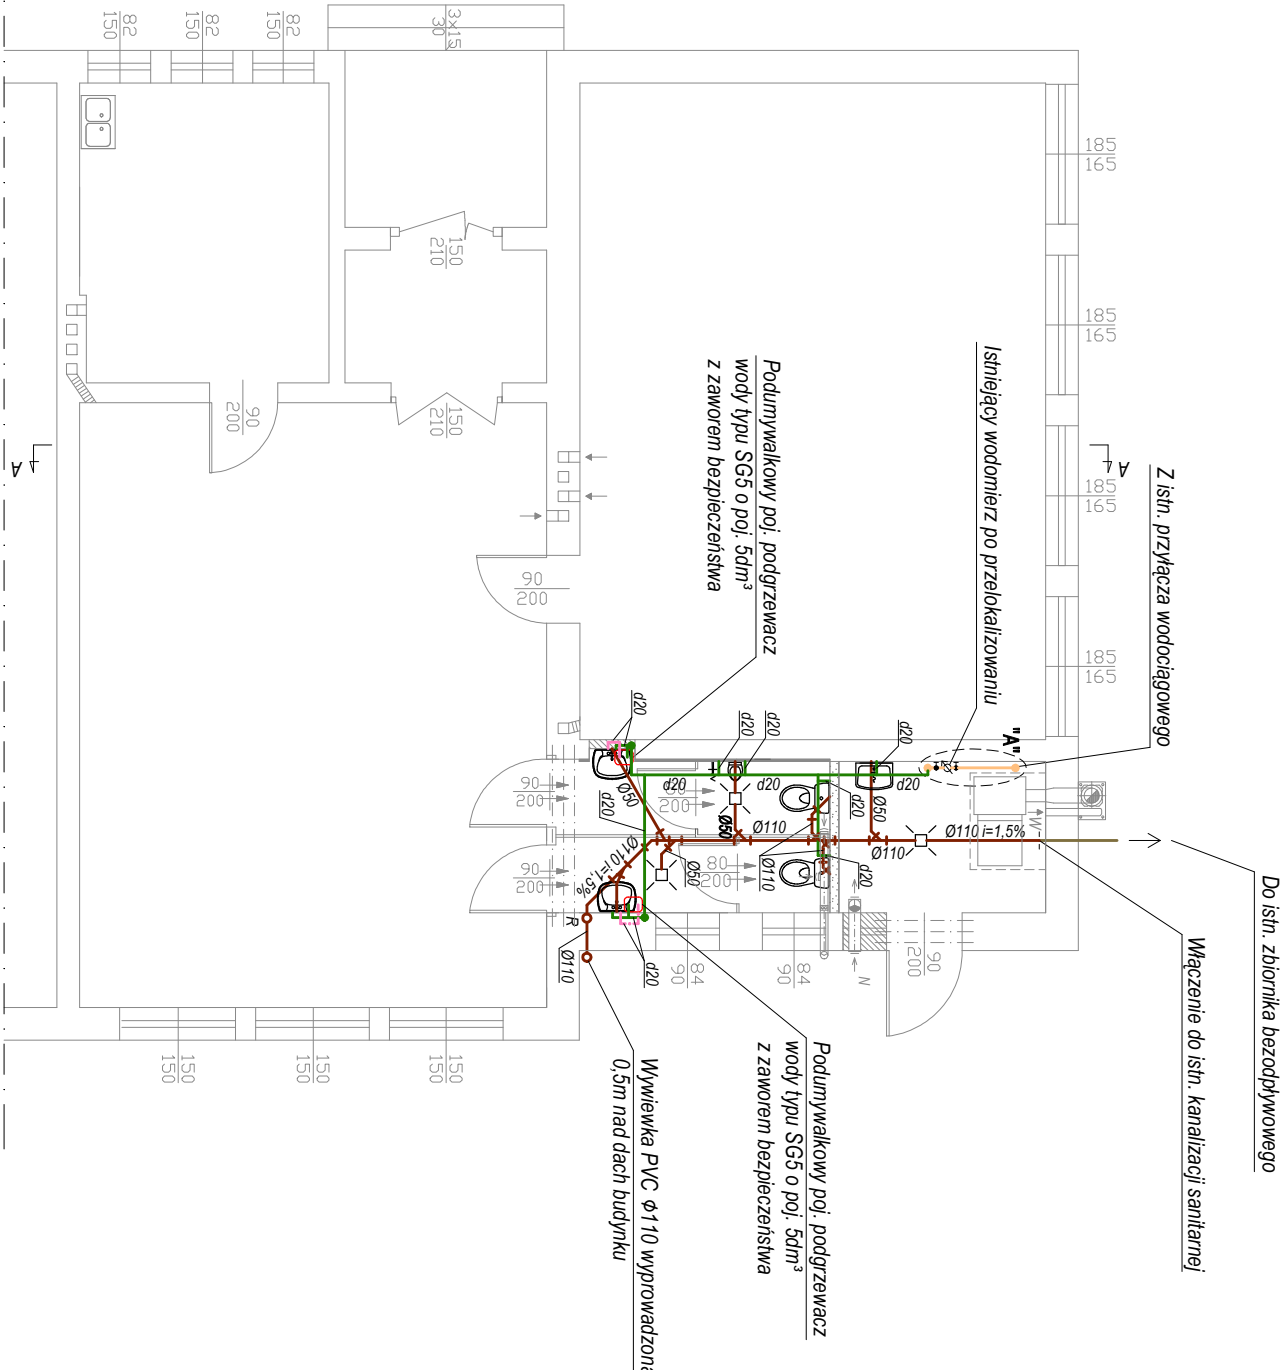 82
150
82
150
82
150
3x15
30
185
165
185
165
185
165
185
165
150
210
150
210
90
200
90
200
A
A
Istniejący wodomierz po przelokalizowaniu
Z istn. przyłącza wodociągowego
Podumywalkowy poj. podgrzewacz
wody typu SG5 o poj. 5dm³
z zaworem bezpieczeństwa
"A"
d20
d20
d20
d20
d20
d20
d20
d20
d20
d20
d20
Ø50
Ø50
Ø50
Ø50
Ø110
Ø110
Ø110
Ø110 i=1,5%
Ø110 i=1,5%
Ø110
80
200
80
200
90
200
90
200
90
200
84
90
84
90
W
N
R
Do istn. zbiornika bezodpływowego
Włączenie do istn. kanalizacji sanitarnej
Podumywalkowy poj. podgrzewacz
wody typu SG5 o poj. 5dm³
z zaworem bezpieczeństwa
Wywiewka PVC ϕ110 wyprowadzona
0,5m nad dach budynku
150
150
150
150
150
150